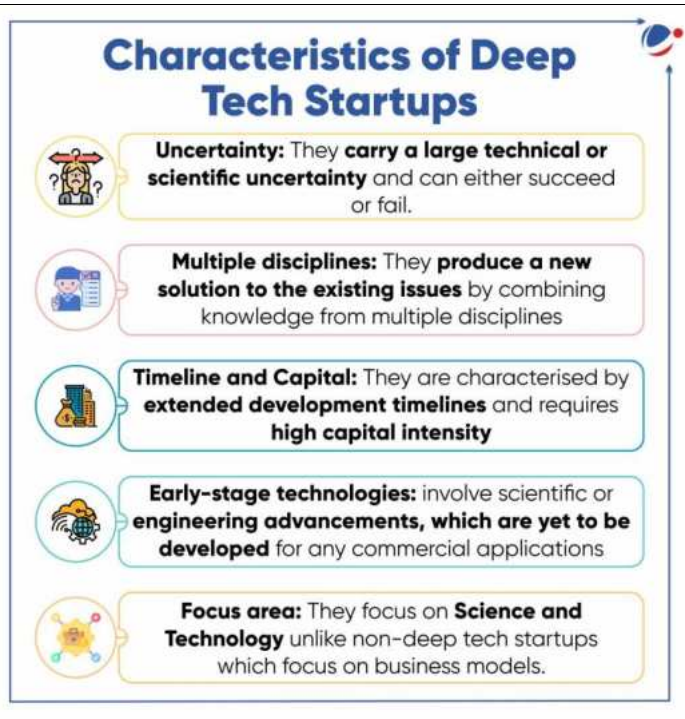 Characteristics of Deep
Tech Startups
Uncertainty: They carry a large technical or
scientific uncertainty and can either succeed
or fail.
Multiple disciplines: They produce a new
solution to the existing issues by combining
knowledge from multiple disciplines
Timeline and Capital: They are characterised by
extended development timelines and requires
high capital intensity
Early-stage technologies: involve scientific or
engineering advancements, which are yet to be
developed for any commercial applications
Focus area: They focus on Science and
Technology unlike non-deep tech startups
which focus on business models.